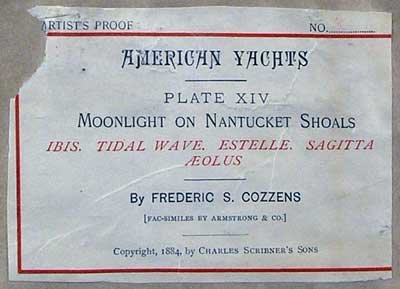 ARTIST'S PROOF NO.
AMERICAN YACHTS
PLATE XIV
MOONLIGHT ON NANTUCKET SHOALS
IBIS. TIDAL WAVE. ESTELLE. SAGITTA
ÆOLUS
BY FREDERIC S. COZZENS
[FAC-SIMILES BY ARMSTRONG & CO.]
Copyright, 1884, by CHARLES SCRIBNER'S SONS